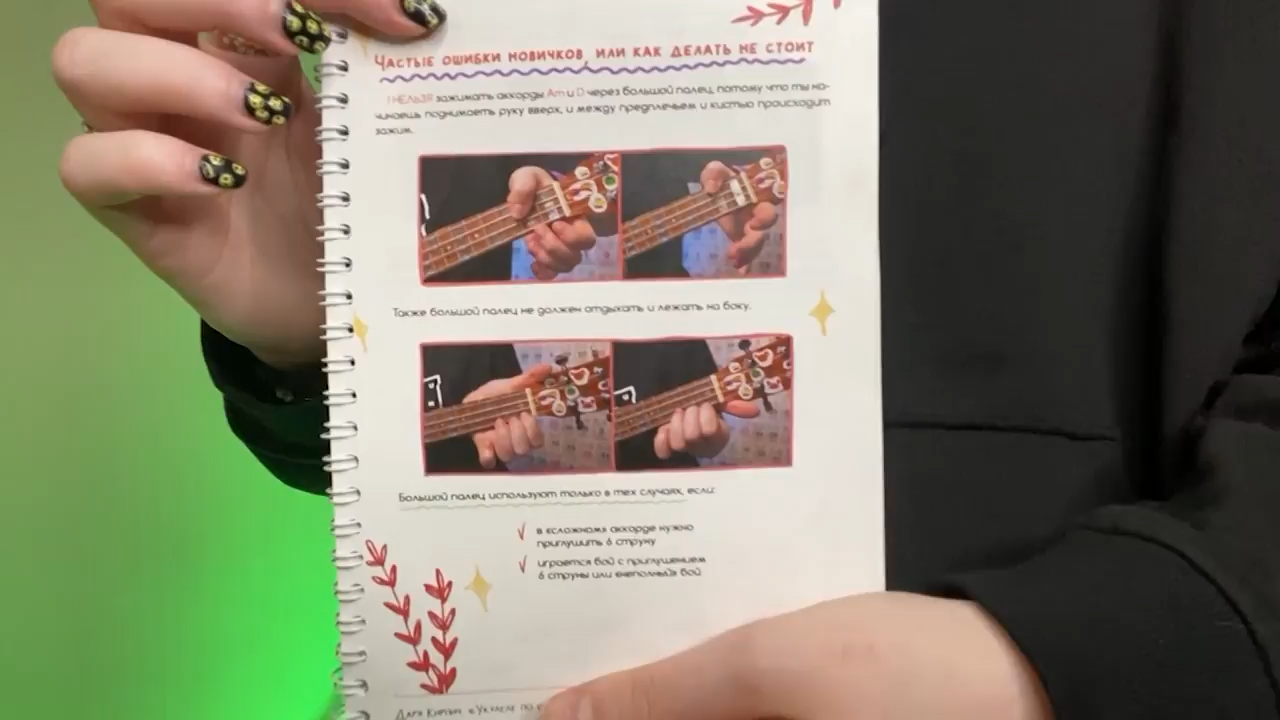 Частые ошибки новичков, или как делать не стоит
! НЕЛЬЗЯ зажимать аккорды Am и D через большой палец, потому что ты на-
чинаешь поднимать руку вверх, и между предплечьем и кистью происходит
зажим.
Также большой палец не должен отдыхать и лежать на боку.
Большой палец используют только в тех случаях, если:
в «сложном» аккорде нужно
приглушить 6 струну
играется бой с приглушением
6 струны или «неполный» бой